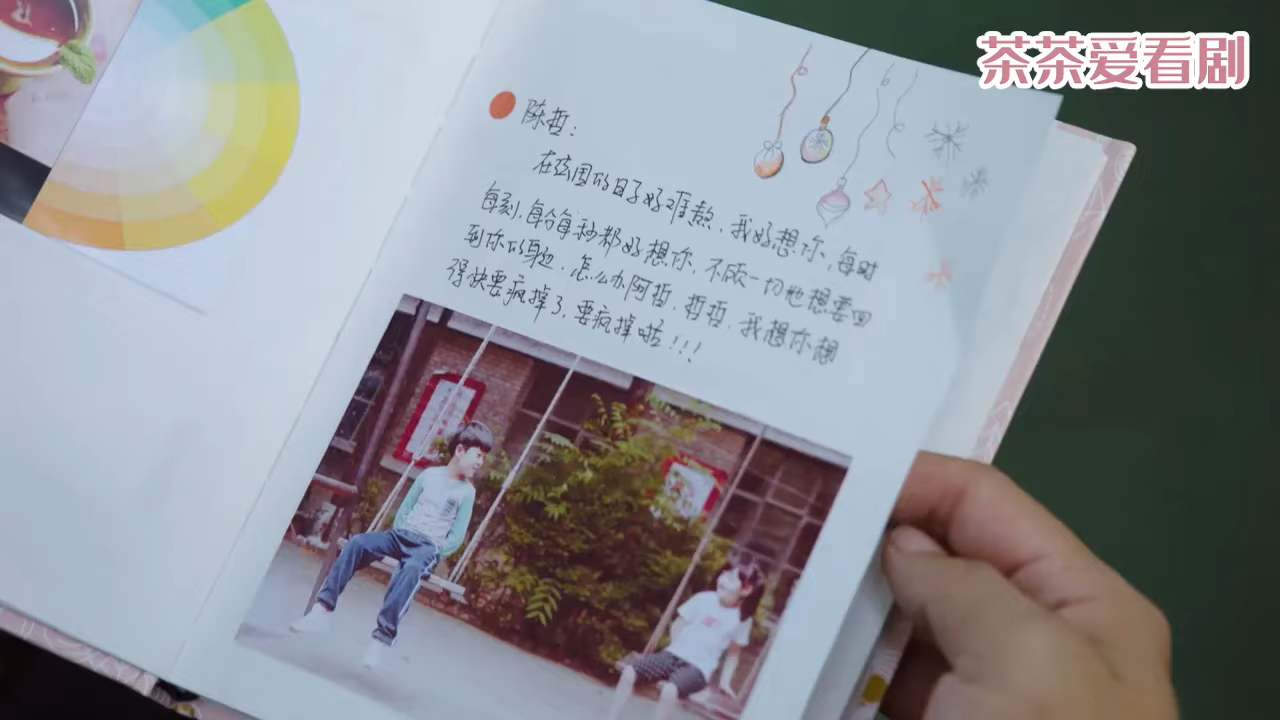 茶茶爱看剧
陈哲：
在弦国的日子好难熬，我好想你，每时
每刻，每分每秒都好想你，不顾一切地想要回
到你的身边，怎么办阿哲，哲哲，我想你想
得快要疯掉了，要疯掉啦！！！